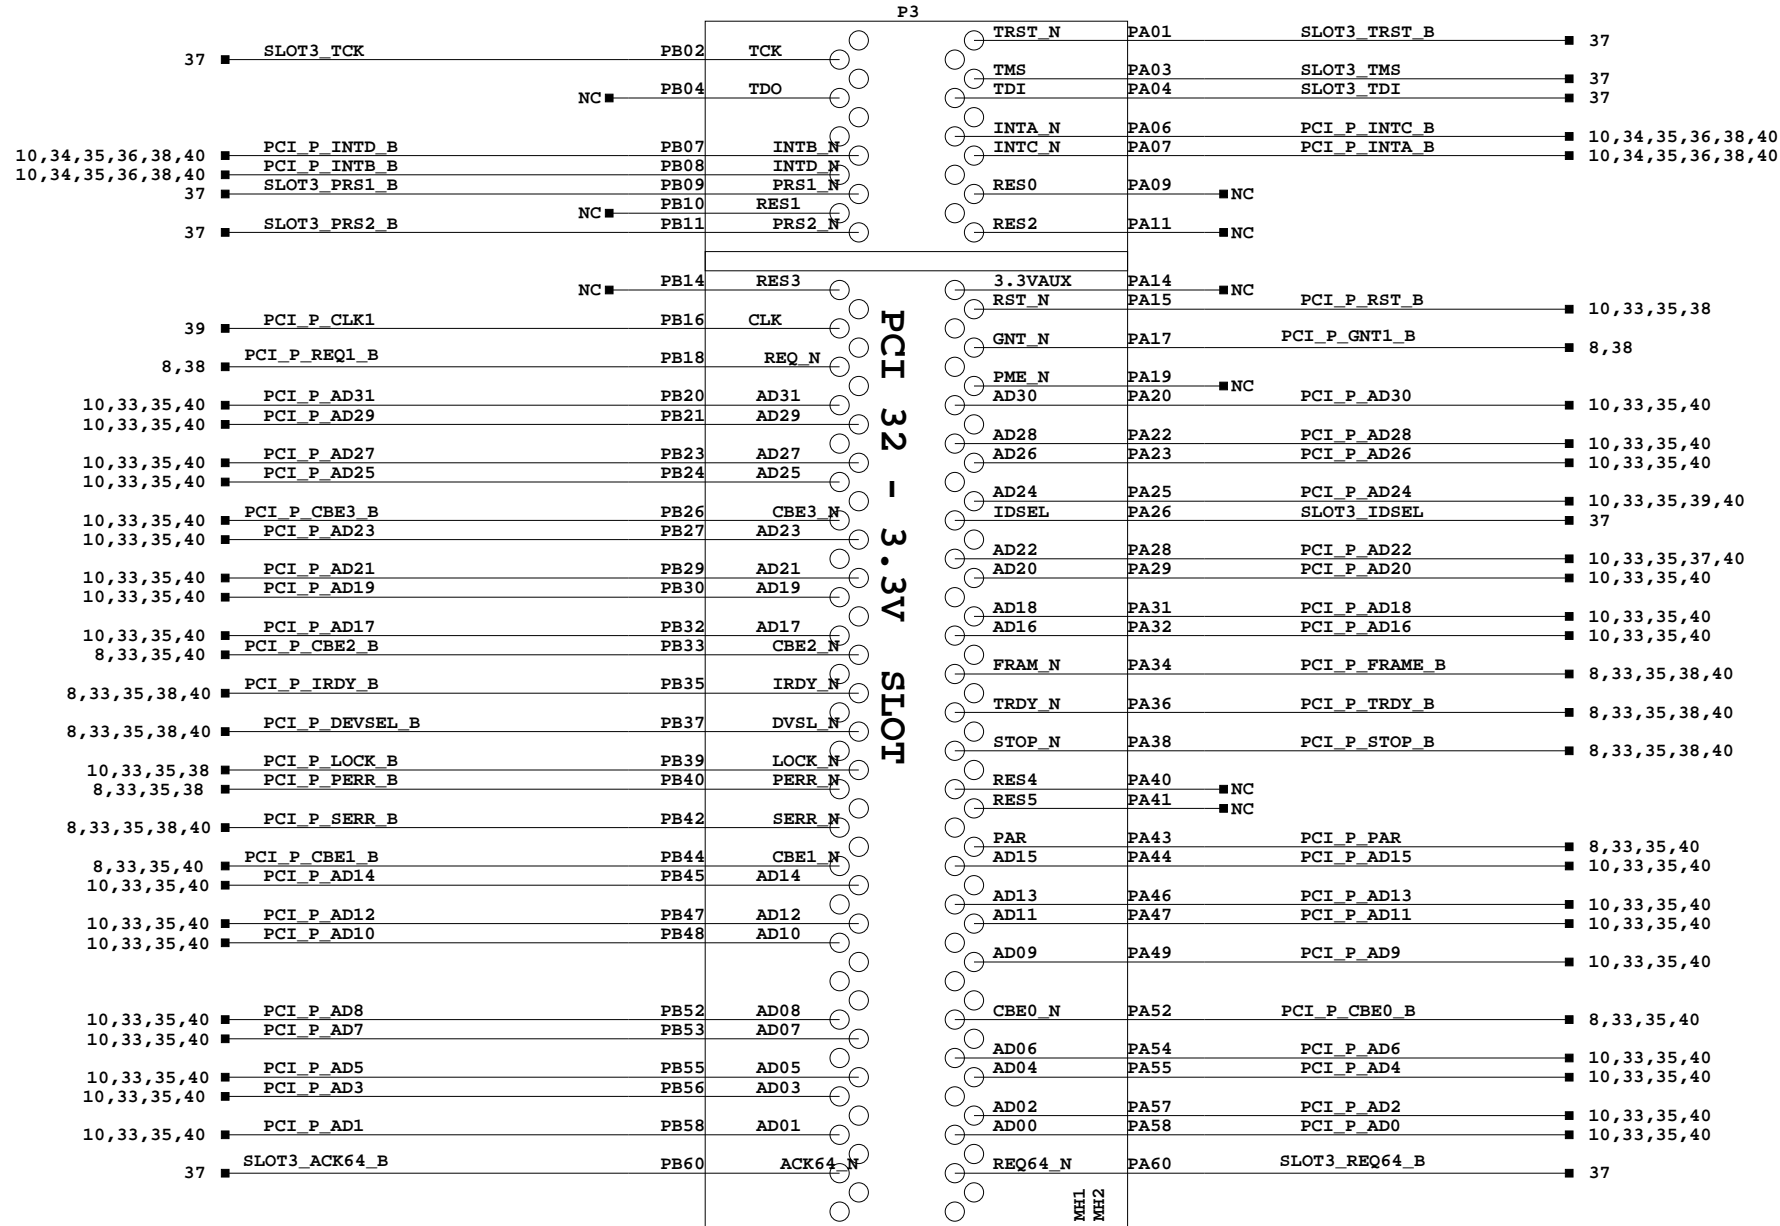 P3
TRST_N PA01 SLOT3_TRST_B 37
37 SLOT3_TCK PB02 TCK
TMS PA03 SLOT3_TMS 37
NC PB04 TDO TDI PA04 SLOT3_TDI 37
INTA_N PA06 PCI_P_INTC_B 10,34,35,36,38,40
10,34,35,36,38,40 PCI_P_INTD_B PB07 INTB_N INTC_N PA07 PCI_P_INTA_B 10,34,35,36,38,40
10,34,35,36,38,40 PCI_P_INTB_B PB08 INTD_N
37 SLOT3_PRS1_B PB09 PRS1_N RES0 PA09 NC
NC PB10 RES1
37 SLOT3_PRS2_B PB11 PRS2_N RES2 PA11 NC
NC PB14 RES3 3.3VAUX PA14 NC
RST_N PA15 PCI_P_RST_B 10,33,35,38
39 PCI_P_CLK1 PB16 CLK
GNT_N PA17 PCI_P_GNT1_B 8,38
8,38 PCI_P_REQ1_B PB18 REQ_N
PME_N PA19 NC
10,33,35,40 PCI_P_AD31 PB20 AD31 AD30 PA20 PCI_P_AD30 10,33,35,40
10,33,35,40 PCI_P_AD29 PB21 AD29
AD28 PA22 PCI_P_AD28 10,33,35,40
10,33,35,40 PCI_P_AD27 PB23 AD27 AD26 PA23 PCI_P_AD26 10,33,35,40
10,33,35,40 PCI_P_AD25 PB24 AD25
AD24 PA25 PCI_P_AD24 10,33,35,39,40
10,33,35,40 PCI_P_CBE3_B PB26 CBE3_N IDSEL PA26 SLOT3_IDSEL 37
10,33,35,40 PCI_P_AD23 PB27 AD23
AD22 PA28 PCI_P_AD22 10,33,35,37,40
10,33,35,40 PCI_P_AD21 PB29 AD21 AD20 PA29 PCI_P_AD20 10,33,35,40
10,33,35,40 PCI_P_AD19 PB30 AD19
AD18 PA31 PCI_P_AD18 10,33,35,40
10,33,35,40 PCI_P_AD17 PB32 AD17 AD16 PA32 PCI_P_AD16 10,33,35,40
8,33,35,40 PCI_P_CBE2_B PB33 CBE2_N
FRAM_N PA34 PCI_P_FRAME_B 8,33,35,38,40
8,33,35,38,40 PCI_P_IRDY_B PB35 IRDY_N
TRDY_N PA36 PCI_P_TRDY_B 8,33,35,38,40
8,33,35,38,40 PCI_P_DEVSEL_B PB37 DVSL_N
STOP_N PA38 PCI_P_STOP_B 8,33,35,38,40
10,33,35,38 PCI_P_LOCK_B PB39 LOCK_N
8,33,35,38 PCI_P_PERR_B PB40 PERR_N RES4 PA40 NC
RES5 PA41 NC
8,33,35,38,40 PCI_P_SERR_B PB42 SERR_N
PAR PA43 PCI_P_PAR 8,33,35,40
8,33,35,40 PCI_P_CBE1_B PB44 CBE1_N AD15 PA44 PCI_P_AD15 10,33,35,40
10,33,35,40 PCI_P_AD14 PB45 AD14
AD13 PA46 PCI_P_AD13 10,33,35,40
10,33,35,40 PCI_P_AD12 PB47 AD12 AD11 PA47 PCI_P_AD11 10,33,35,40
10,33,35,40 PCI_P_AD10 PB48 AD10
AD09 PA49 PCI_P_AD9 10,33,35,40
10,33,35,40 PCI_P_AD8 PB52 AD08 CBE0_N PA52 PCI_P_CBE0_B 8,33,35,40
10,33,35,40 PCI_P_AD7 PB53 AD07
AD06 PA54 PCI_P_AD6 10,33,35,40
10,33,35,40 PCI_P_AD5 PB55 AD05 AD04 PA55 PCI_P_AD4 10,33,35,40
10,33,35,40 PCI_P_AD3 PB56 AD03
AD02 PA57 PCI_P_AD2 10,33,35,40
10,33,35,40 PCI_P_AD1 PB58 AD01 AD00 PA58 PCI_P_AD0 10,33,35,40
37 SLOT3_ACK64_B PB60 ACK64_N REQ64_N PA60 SLOT3_REQ64_B 37
PCI 32 - 3.3V SLOT
MH1
MH2